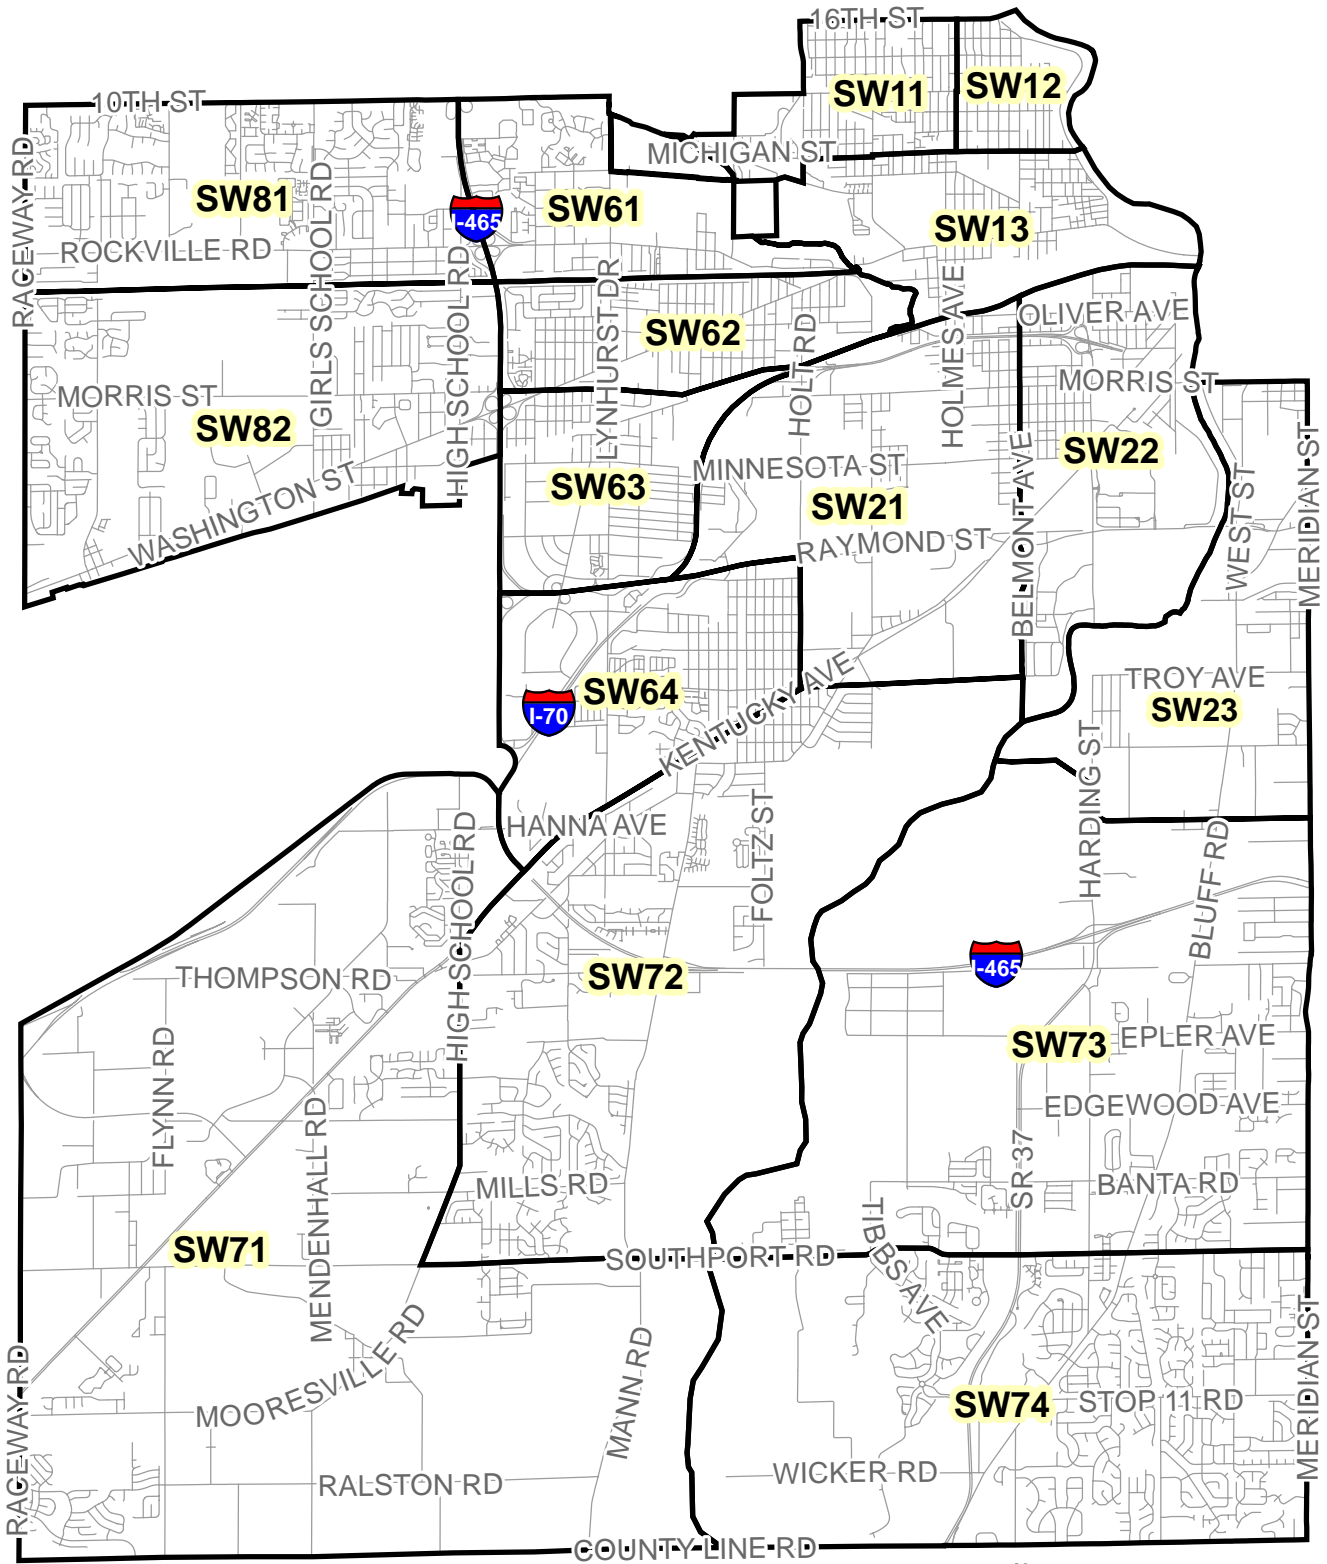 16TH ST
SW11
SW12
10TH ST
MICHIGAN ST
RACEWAY RD
SW81
GIRLS SCHOOL RD
I-465
SW61
SW13
ROCKVILLE RD
HIGH SCHOOL RD
LYNHURST DR
HOLMES AVE
SW62
HOLT RD
OLIVER AVE
MORRIS ST
MORRIS ST
SW82
SW22
MERIDIAN ST
BELMONT AVE
MINNESOTA ST
SW63
SW21
WEST ST
WASHINGTON ST
RAYMOND ST
SW64
I-70
KENTUCKY AVE
TROY AVE
SW23
HARDING ST
HANNA AVE
HIGH SCHOOL RD
FOLTZ ST
BLUFF RD
THOMPSON RD
SW72
I-465
FLYNN RD
SW73
EPLER AVE
MENDENHALL RD
EDGEWOOD AVE
SR 37
MILLS RD
BANTA RD
TIBBS AVE
SW71
SOUTHPORT RD
MOORESVILLE RD
MANN RD
RACEWAY RD
MERIDIAN ST
SW74
STOP 11 RD
RALSTON RD
WICKER RD
COUNTY LINE RD